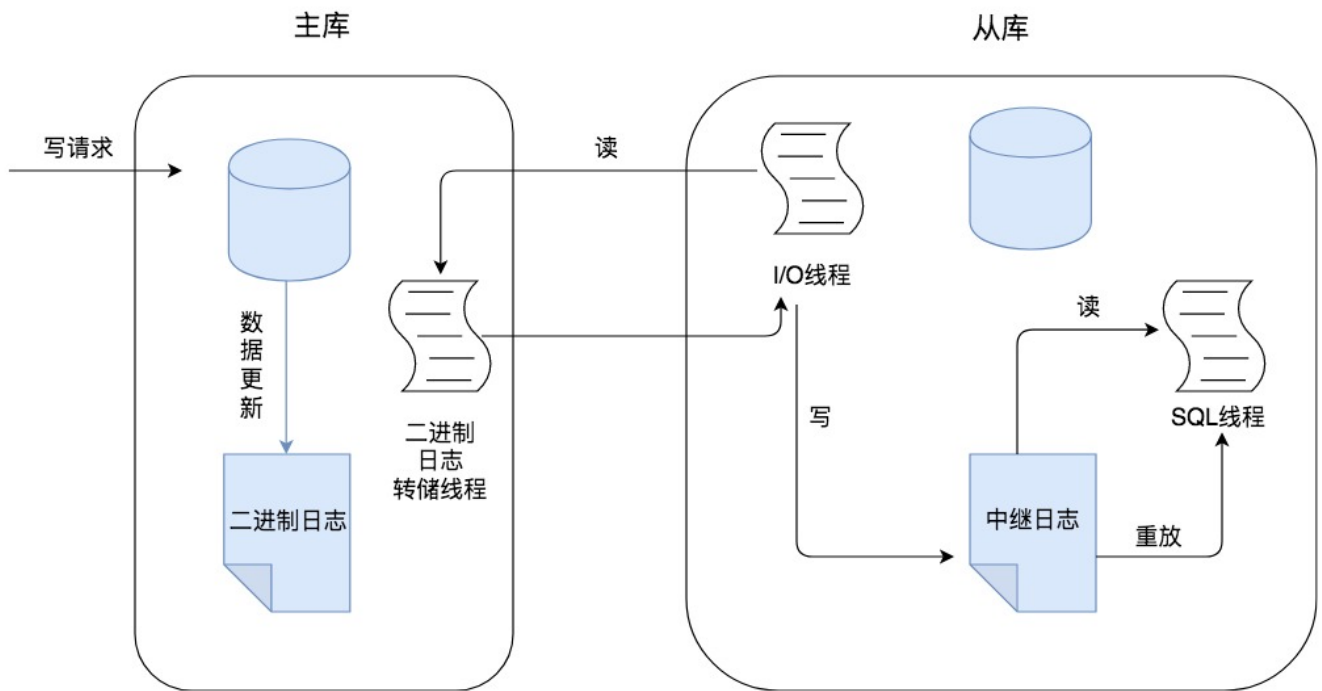 主库
从库
写请求
读
I/O线程
数
据
更
新
读
二进制
日志
转储线程
写
SQL线程
二进制日志
中继日志
重放